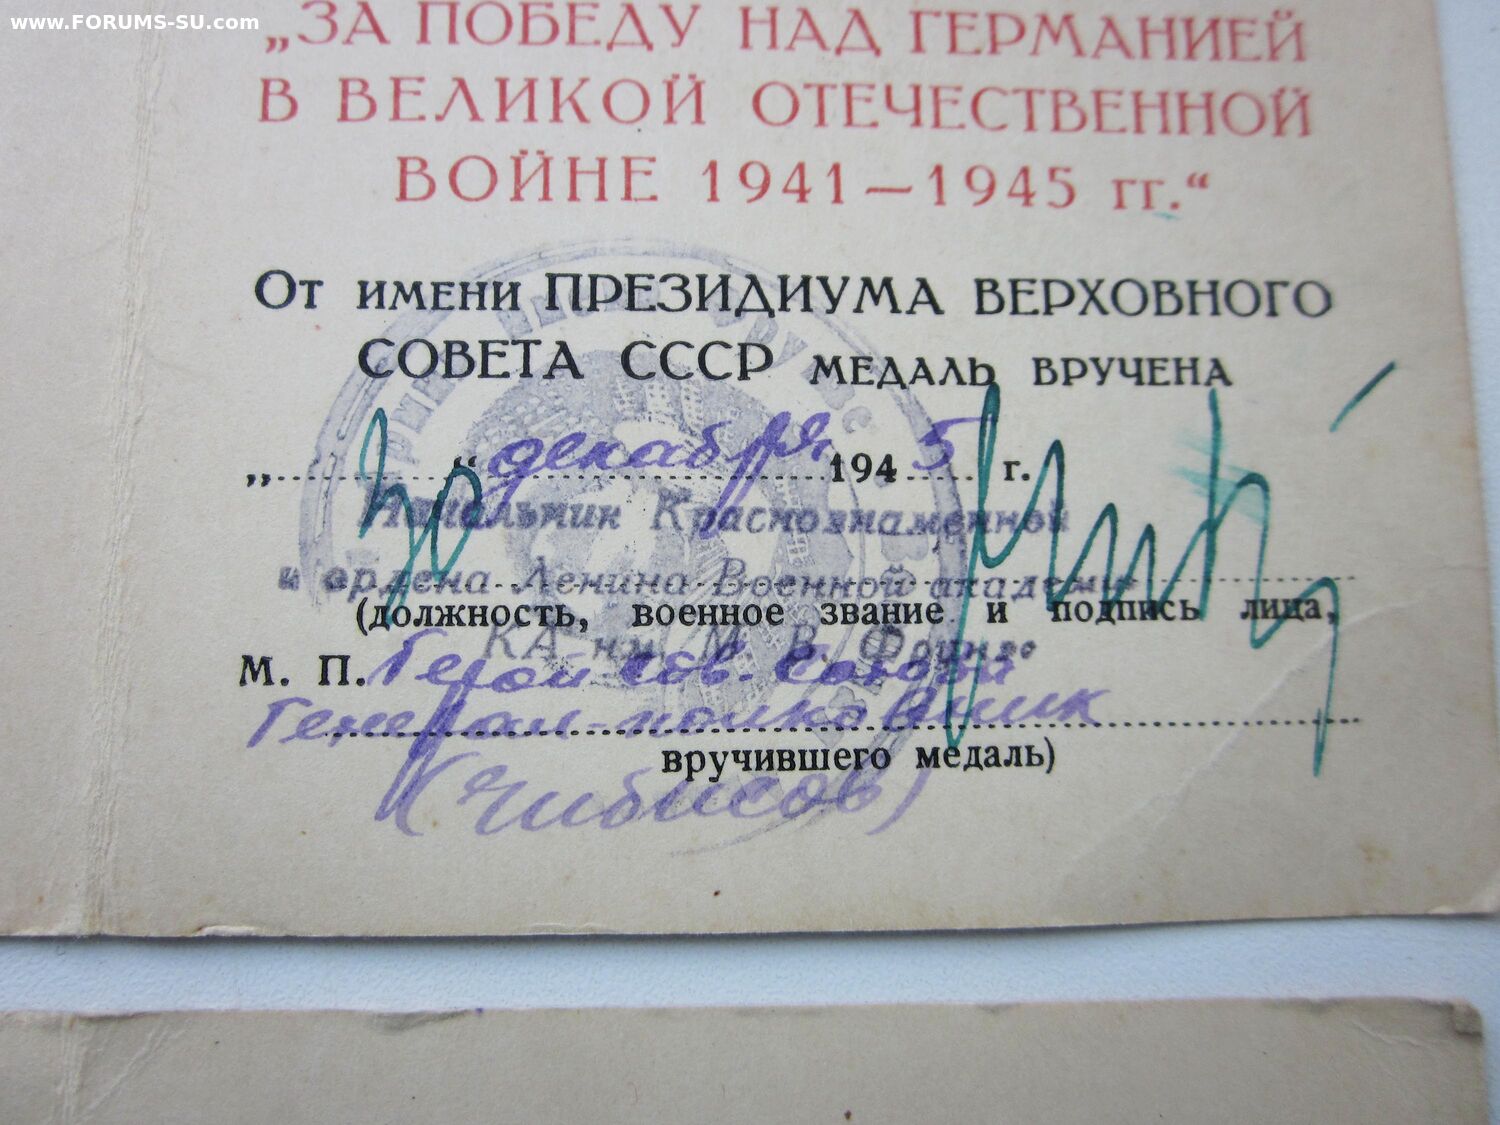 www.FORUMS-SU.com
„ЗА ПОБЕДУ НАД ГЕРМАНИЕЙ
В ВЕЛИКОЙ ОТЕЧЕСТВЕННОЙ
ВОЙНЕ 1941—1945 гг.“
От имени ПРЕЗИДИУМА ВЕРХОВНОГО
СОВЕТА СССР медаль вручена
„30“ декабря 1945 г.
Начальник Краснознаменной
и ордена Ленина Военной академии
(должность, военное звание и подпись лица,
КА им. М. В. Фрунзе
М. П. Герой Сов. Союза
Генерал-полковник
вручившего медаль)
(Чибисов)